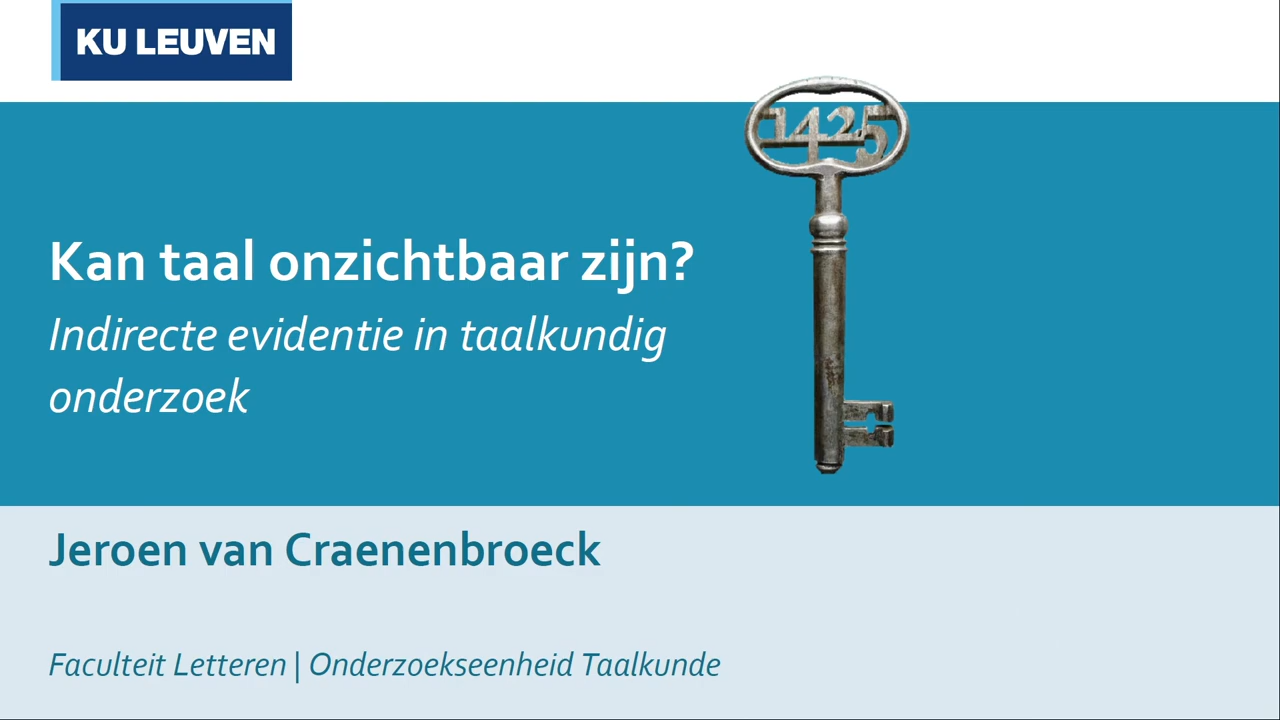 KU LEUVEN
1425
Kan taal onzichtbaar zijn?
Indirecte evidentie in taalkundig
onderzoek
Jeroen van Craenenbroeck
Faculteit Letteren | Onderzoekseenheid Taalkunde